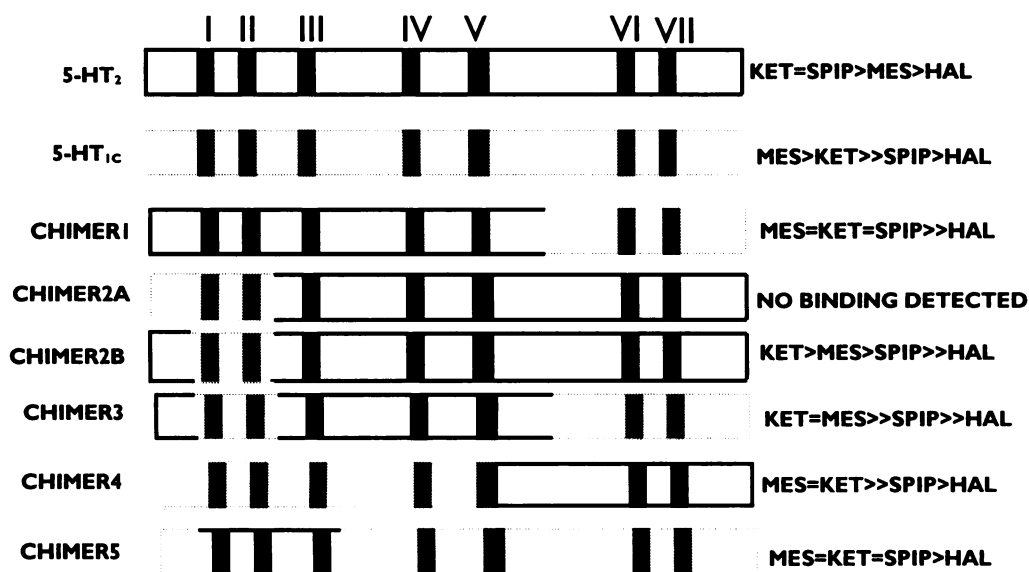 I II III IV V VI VII
5-HT₂ KET=SPIP>MES>HAL
5-HT₁C MES>KET>>SPIP>HAL
CHIMER1 MES=KET=SPIP>>HAL
CHIMER2A NO BINDING DETECTED
CHIMER2B KET>MES>SPIP>>HAL
CHIMER3 KET=MES>>SPIP>>HAL
CHIMER4 MES=KET>>SPIP>HAL
CHIMER5 MES=KET=SPIP>HAL